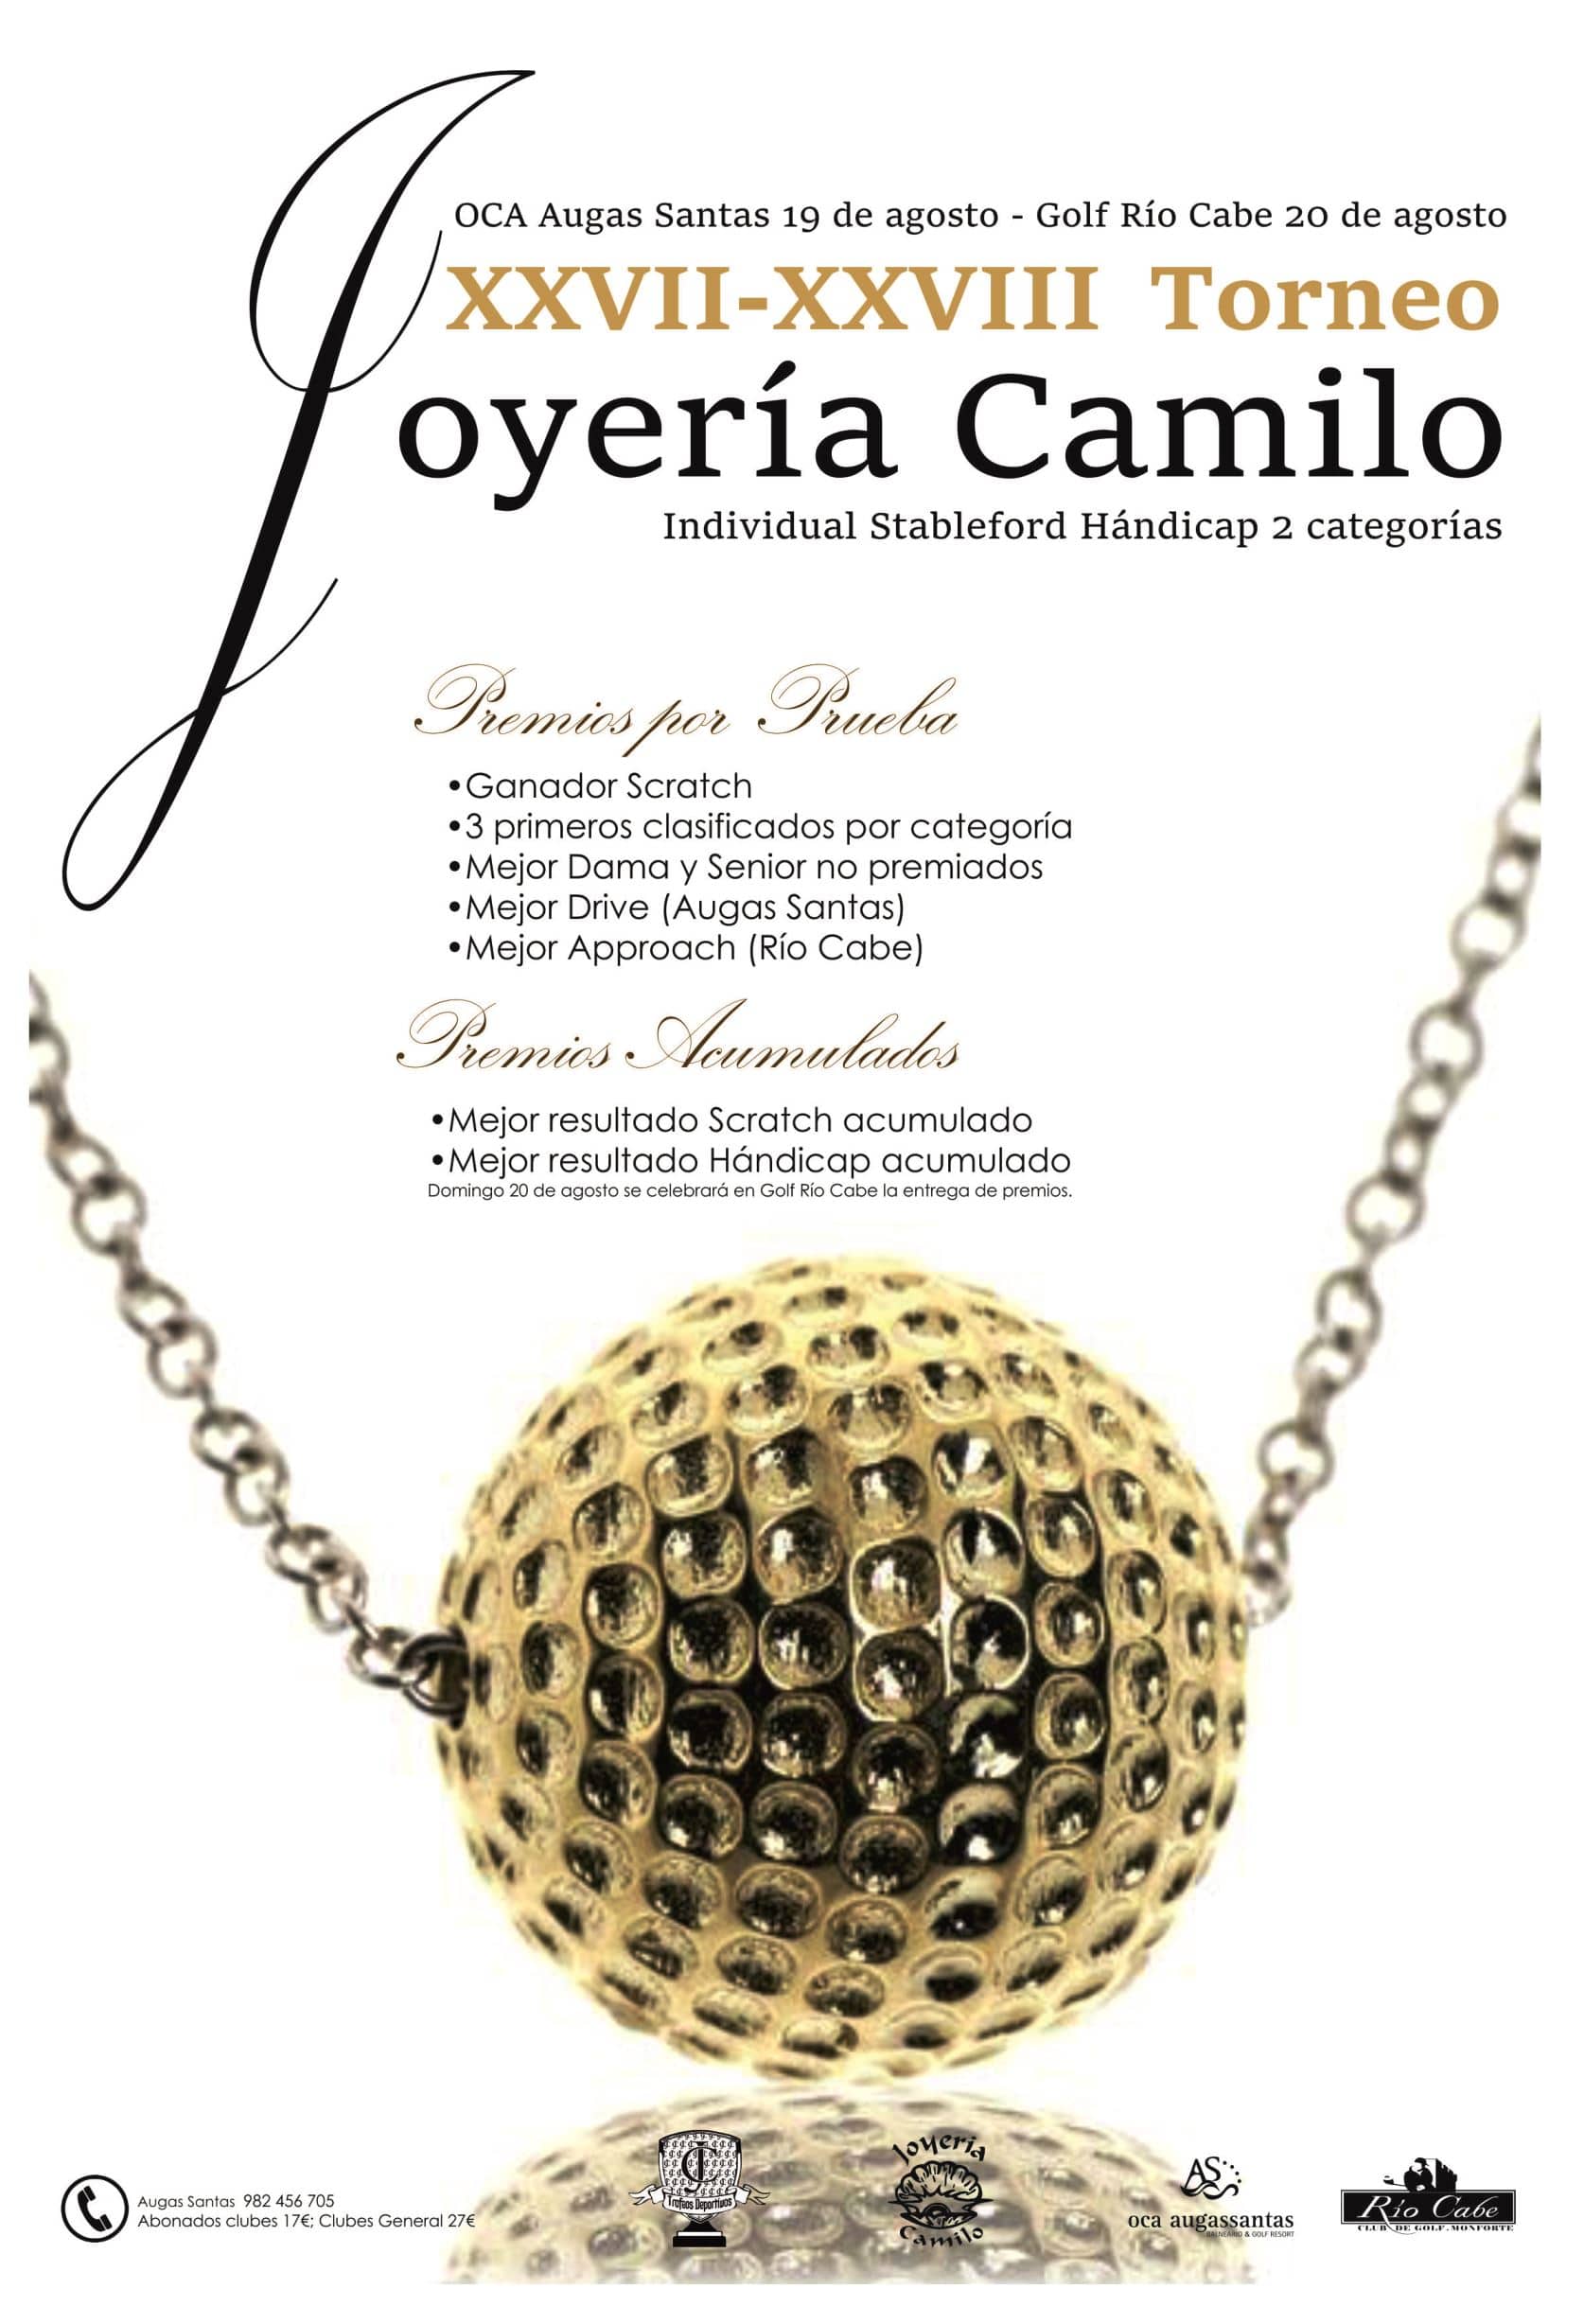 OCA Augas Santas 19 de agosto - Golf Río Cabe 20 de agosto
XXVII-XXVIII Torneo
Joyería Camilo
Individual Stableford Hándicap 2 categorías
Premios por Prueba
•Ganador Scratch
•3 primeros clasificados por categoría
•Mejor Dama y Senior no premiados
•Mejor Drive (Augas Santas)
•Mejor Approach (Río Cabe)
Premios Acumulados
•Mejor resultado Scratch acumulado
•Mejor resultado Hándicap acumulado
Domingo 20 de agosto se celebrará en Golf Río Cabe la entrega de premios.
Augas Santas 982 456 705
Abonados clubes 17€; Clubes General 27€
Trofeos Deportivos
Joyeria
Camilo
AS
oca augassantas
BALNEARIO & GOLF RESORT
Río Cabe
CLUB DE GOLF. MONFORTE